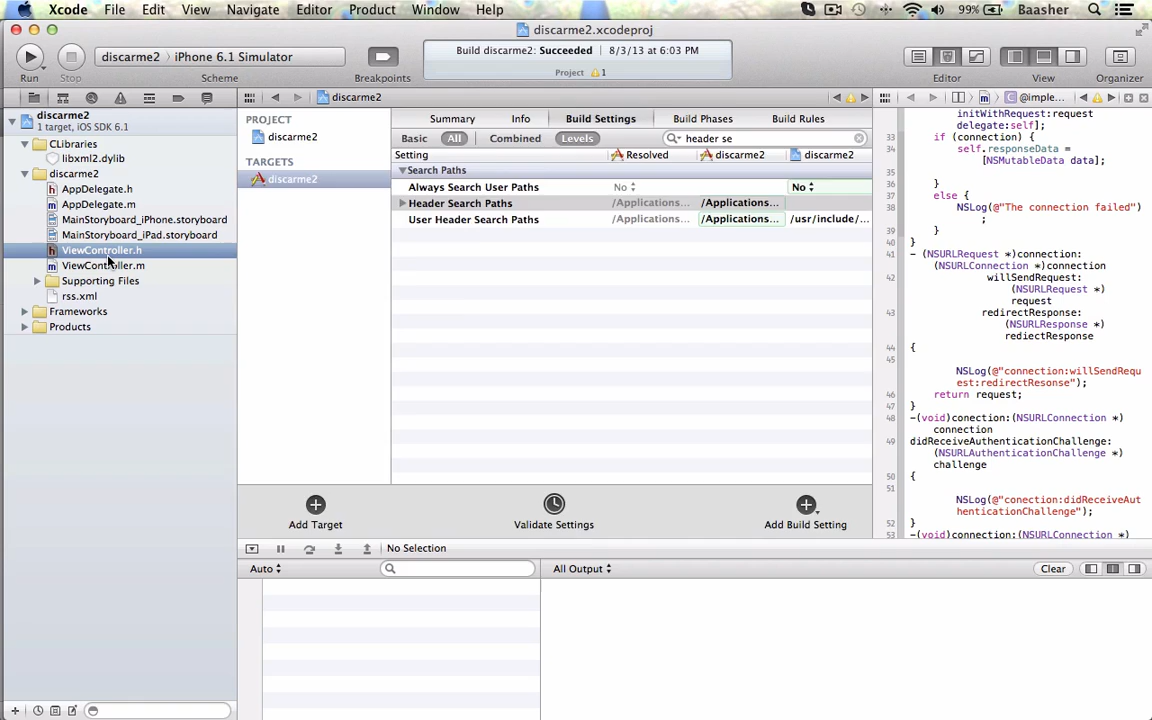 Xcode File Edit View Navigate Editor Product Window Help 99% Baasher
discarme2.xcodeproj
discarme2 iPhone 6.1 Simulator
Build discarme2: Succeeded 8/3/13 at 6:03 PM
Project 1
Run Stop Scheme Breakpoints Editor View Organizer
discarme2
@imple...
discarme2
1 target, iOS SDK 6.1
CLibraries
libxml2.dylib
discarme2
AppDelegate.h
AppDelegate.m
MainStoryboard_iPhone.storyboard
MainStoryboard_iPad.storyboard
ViewController.h
ViewController.m
Supporting Files
rss.xml
Frameworks
Products
PROJECT
discarme2
TARGETS
discarme2
Summary Info Build Settings Build Phases Build Rules
Basic All Combined Levels header se
Setting Resolved discarme2 discarme2
Search Paths
Always Search User Paths No No
Header Search Paths /Applications... /Applications...
User Header Search Paths /Applications... /Applications... /usr/include/...
Add Target Validate Settings Add Build Setting
No Selection
Auto All Output Clear
initWithRequest:request
delegate:self];
33 if (connection) {
34 self.responseData =
[NSMutableData data];
35
36 }
37 else {
38 NSLog(@"The connection failed")
;
39 }
40 }
41 - (NSURLRequest *)connection:
(NSURLConnection *)connection
42 willSendRequest:
(NSURLRequest *)
request
43 redirectResponse:
(NSURLResponse *)
rediectResponse
44 {
45
NSLog(@"connection:willSendRequ
est:redirectResonse");
46 return request;
47 }
48 -(void)conection:(NSURLConnection *)
connection
49 didReceiveAuthenticationChallenge:
(NSURLAuthenticationChallenge *)
challenge
50 {
51
NSLog(@"conection:didReceiveAut
henticationChallenge");
52 }
53 -(void)connection:(NSURLConnection *)